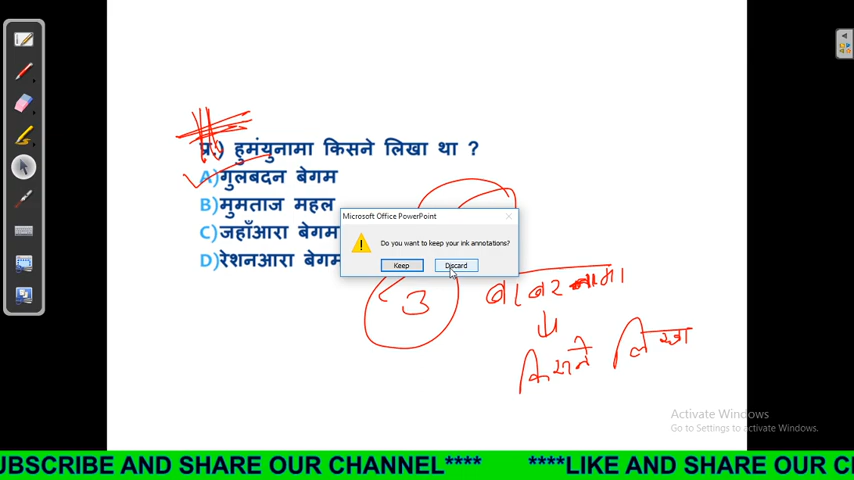 प्र.) हुमंयुनामा किसने लिखा था ?
A)गुलबदन बेगम
B)मुमताज महल
C)जहाँआरा बेगम
D)रेशनआरा बेगम
Microsoft Office PowerPoint
Do you want to keep your ink annotations?
Keep
Discard
3
बाबर नामा
किसने लिखा
Activate Windows
Go to Settings to activate Windows.
UBSCRIBE AND SHARE OUR CHANNEL**** ****LIKE AND SHARE OUR C